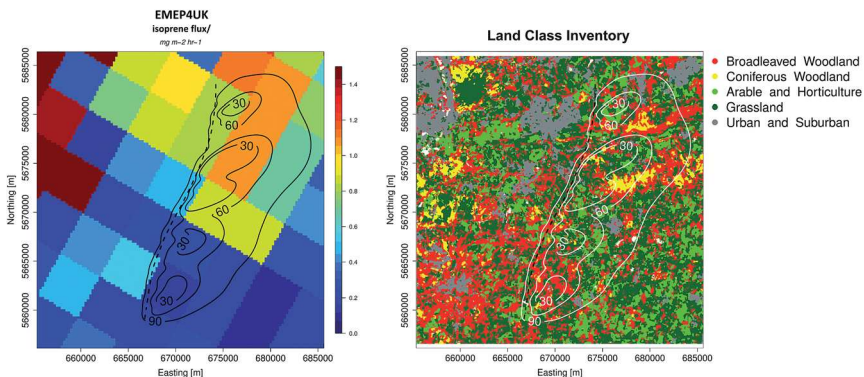 EMEP4UK
isoprene flux/
mg m−2 hr−1
Northing [m]
5685000
5680000
5675000
5670000
5665000
5660000
30
60
30
60
30
30
90
660000 665000 670000 675000 680000 685000
Easting [m]
1.4
1.2
1.0
0.8
0.6
0.4
0.2
0.0
Land Class Inventory
Northing [m]
5685000
5680000
5675000
5670000
5665000
5660000
30
60
30
60
30
30
90
660000 665000 670000 675000 680000 685000
Easting [m]
Broadleaved Woodland
Coniferous Woodland
Arable and Horticulture
Grassland
Urban and Suburban